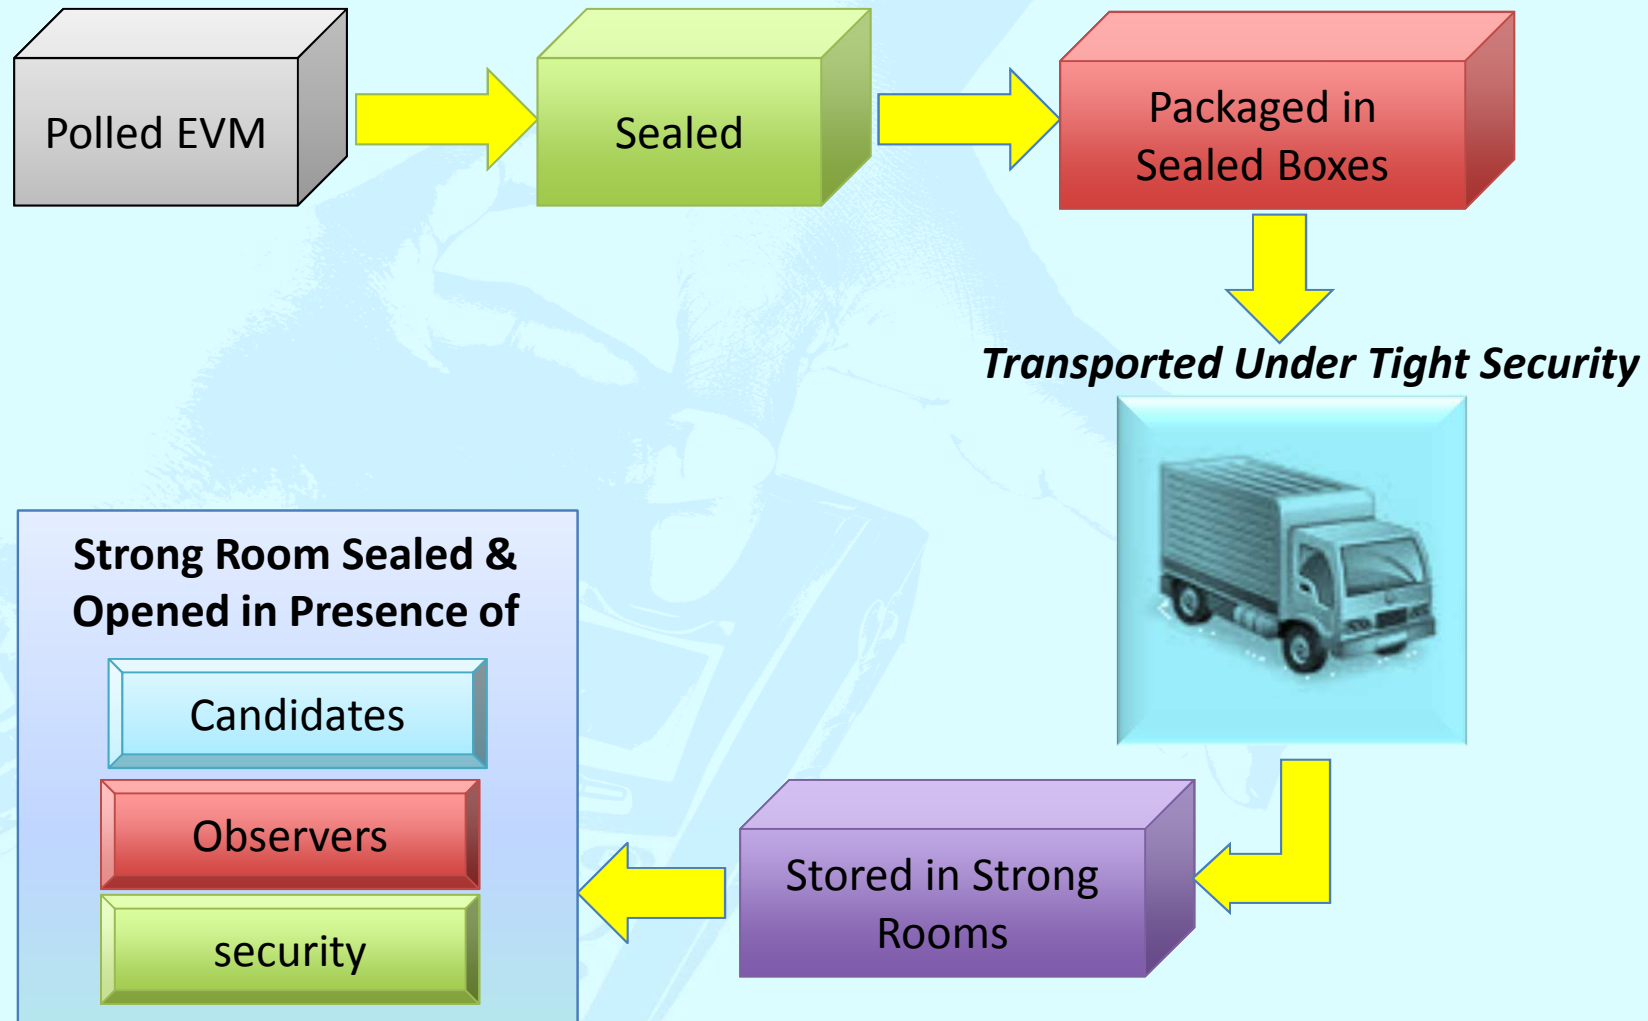 Polled EVM
Sealed
Packaged in
Sealed Boxes
Transported Under Tight Security
Stored in Strong
Rooms
Strong Room Sealed &
Opened in Presence of
Candidates
Observers
security